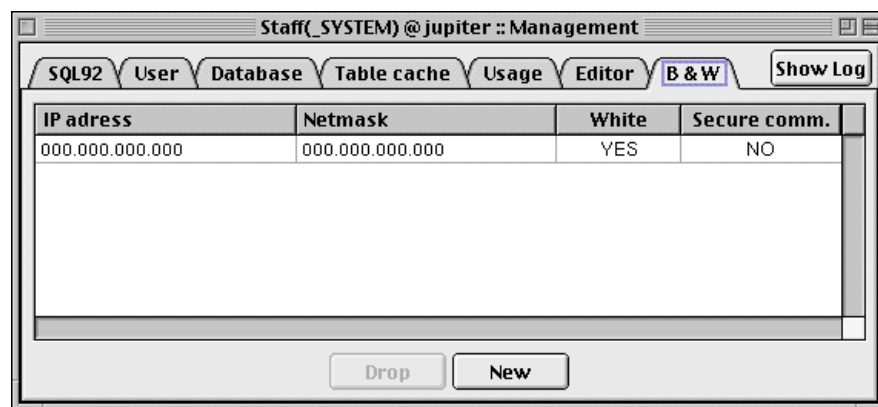 Staff(_SYSTEM) @ jupiter :: Management
SQL92 User Database Table cache Usage Editor B & W Show Log
IP adress Netmask White Secure comm.
000.000.000.000 000.000.000.000 YES NO
Drop New